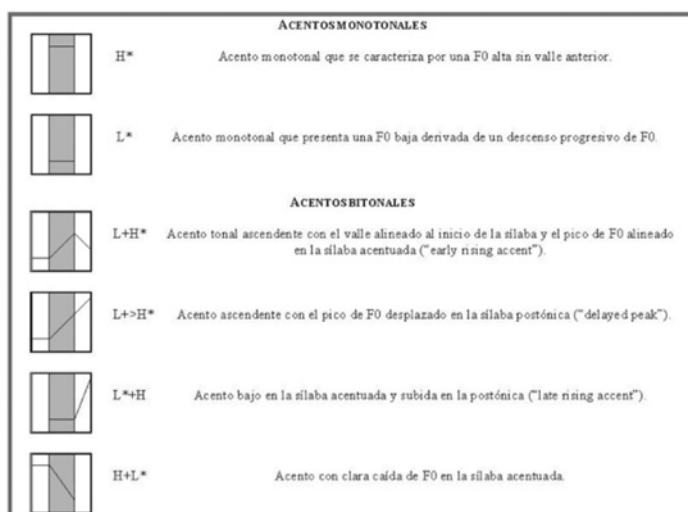 ACENTOS MONOTONALES
H* Acento monotonal que se caracteriza por una F0 alta sin valle anterior.
L* Acento monotonal que presenta una F0 baja derivada de un descenso progresivo de F0.
ACENTOS BITONALES
L+H* Acento tonal ascendente con el valle alineado al inicio de la sílaba y el pico de F0 alineado
en la sílaba acentuada ("early rising accent").
L+>H* Acento ascendente con el pico de F0 desplazado en la sílaba postónica ("delayed peak").
L*+H Acento bajo en la sílaba acentuada y subida en la postónica ("late rising accent").
H+L* Acento con clara caída de F0 en la sílaba acentuada.